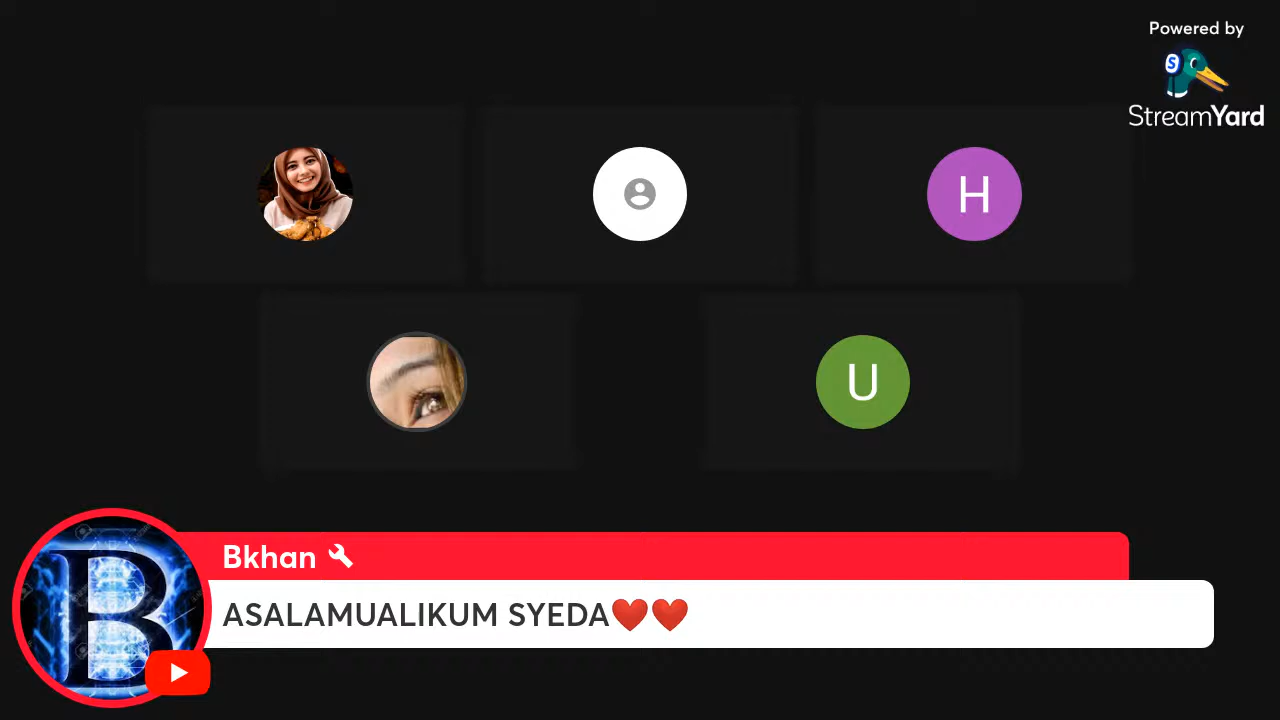 Powered by
S
StreamYard
H
U
B
Bkhan
ASALAMUALIKUM SYEDA❤️❤️